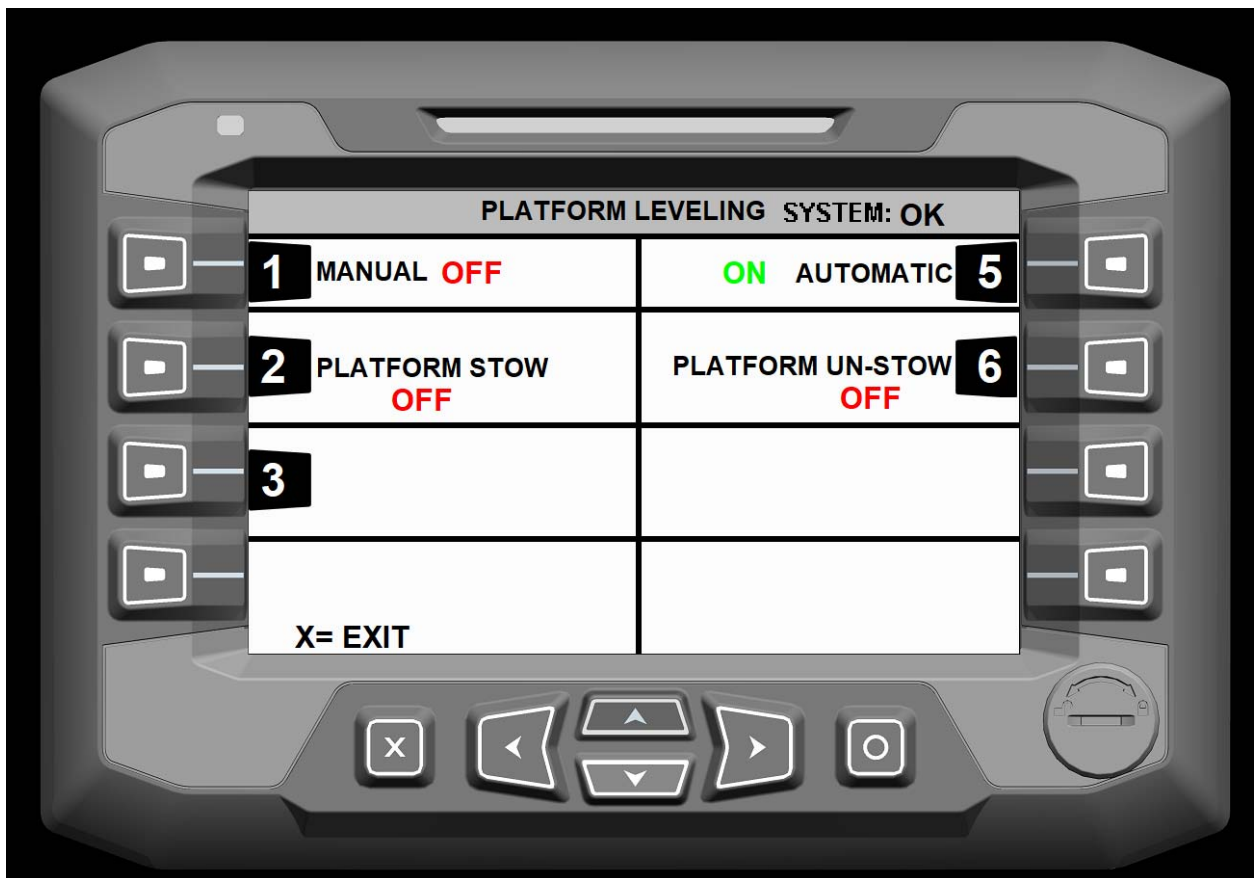 PLATFORM LEVELING SYSTEM: OK
1 MANUAL OFF
ON AUTOMATIC 5
2 PLATFORM STOW
OFF
PLATFORM UN-STOW 6
OFF
3
X= EXIT
X